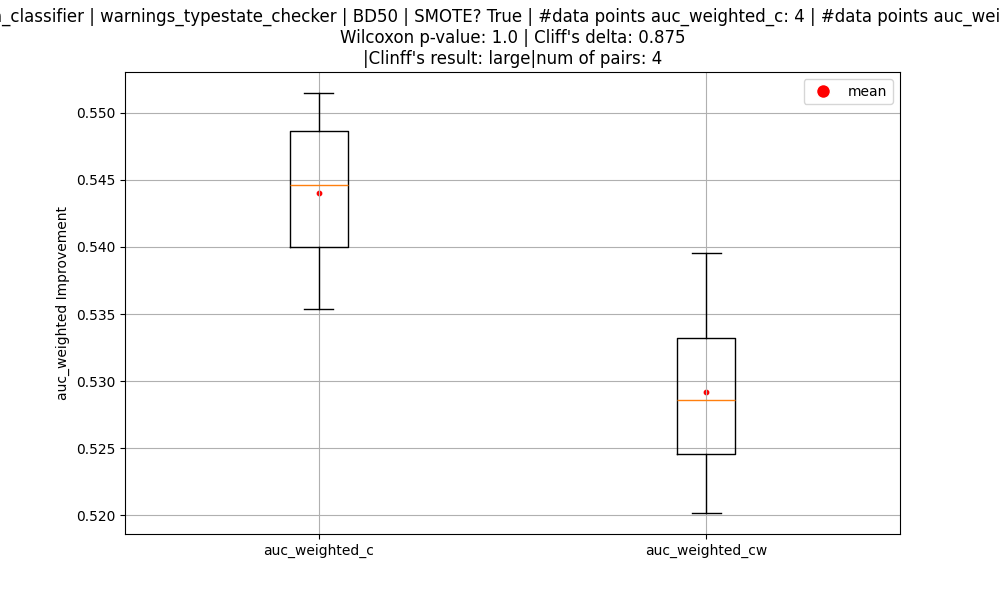 _classifier | warnings_typestate_checker | BD50 | SMOTE? True | #data points auc_weighted_c: 4 | #data points auc_wei
Wilcoxon p-value: 1.0 | Cliff's delta: 0.875
|Clinff's result: large|num of pairs: 4
mean
0.550
0.545
0.540
0.535
0.530
0.525
0.520
auc_weighted Improvement
auc_weighted_c
auc_weighted_cw